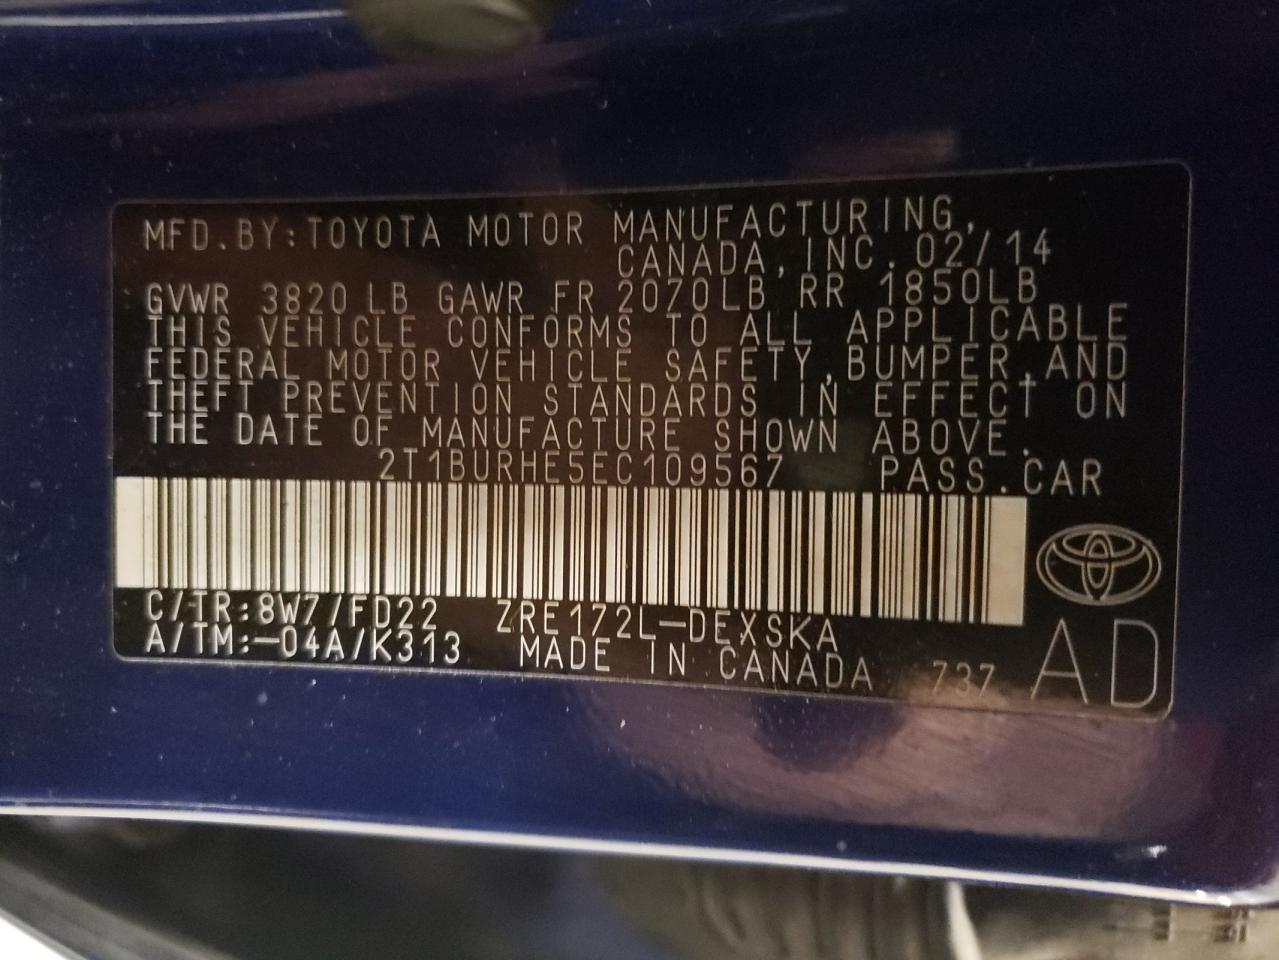 MFD.BY:TOYOTA MOTOR MANUFACTURING,
CANADA,INC. 02/14
GVWR 3820 LB GAWR FR 2070LB RR 1850LB
THIS VEHICLE CONFORMS TO ALL APPLICABLE
FEDERAL MOTOR VEHICLE SAFETY,BUMPER,AND
THEFT PREVENTION STANDARDS IN EFFECT ON
THE DATE OF MANUFACTURE SHOWN ABOVE.
2T1BURHE5EC109567 PASS.CAR
C/TR:8W7/FD22 ZRE172L-DEXSKA
A/TM:-04A/K313 MADE IN CANADA 737 AD